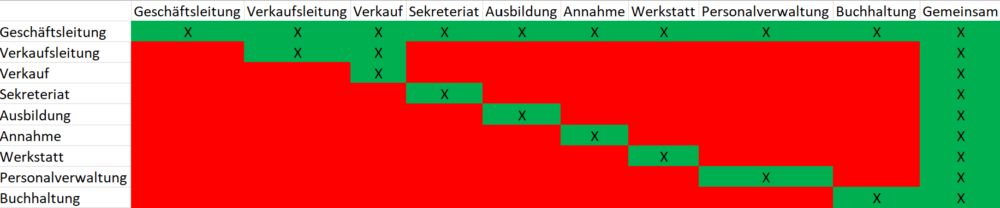 Geschäftsleitung Verkaufsleitung Verkauf Sekreteriat Ausbildung Annahme Werkstatt Personalverwaltung Buchhaltung Gemeinsam
Geschäftsleitung X X X X X X X X X X
Verkaufsleitung X X X
Verkauf X X
Sekreteriat X X
Ausbildung X X
Annahme X X
Werkstatt X X
Personalverwaltung X X
Buchhaltung X X